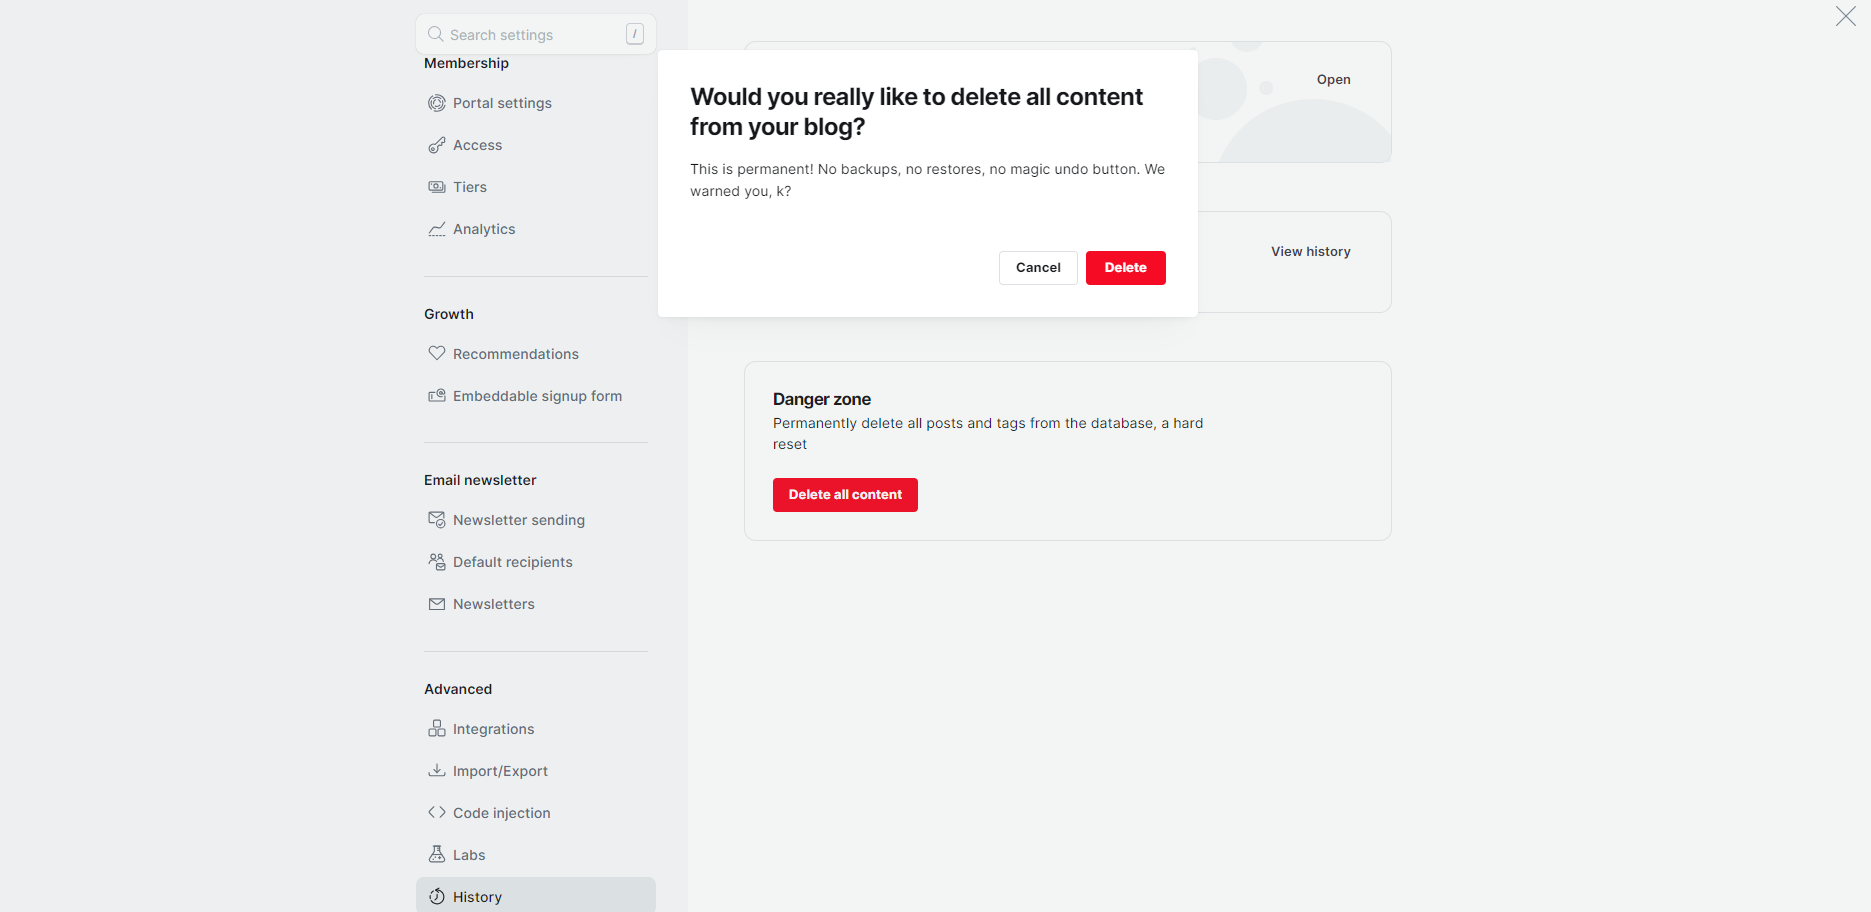 Search settings
/
Membership
Portal settings
Access
Tiers
Analytics
Growth
Recommendations
Embeddable signup form
Email newsletter
Newsletter sending
Default recipients
Newsletters
Advanced
Integrations
Import/Export
Code injection
Labs
History
Would you really like to delete all content
from your blog?
This is permanent! No backups, no restores, no magic undo button. We
warned you, k?
Cancel
Delete
Open
View history
Danger zone
Permanently delete all posts and tags from the database, a hard
reset
Delete all content